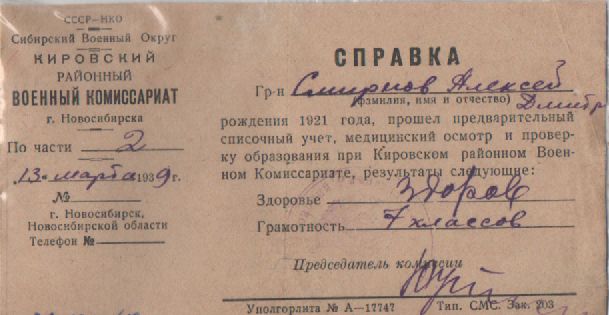 СССР—НКО
Сибирский Военный Округ
КИРОВСКИЙ
РАЙОННЫЙ
ВОЕННЫЙ КОМИССАРИАТ
г. Новосибирска
По части 2
13 марта 1939 г.
№
г. Новосибирск,
Новосибирской области
Телефон №
СПРАВКА
Гр-н Смирнов Алексей
(фамилия, имя и отчество) Дмитр
рождения 1921 года, прошел предварительный
списочный учет, медицинский осмотр и провер-
ку образования при Кировском районном Воен-
ном Комиссариате, результаты следующие:
Здоровье Здоров
Грамотность 7 классов
Председатель комиссии
Уполгорлита № А—17747 Тип. СМС. Зак. 203